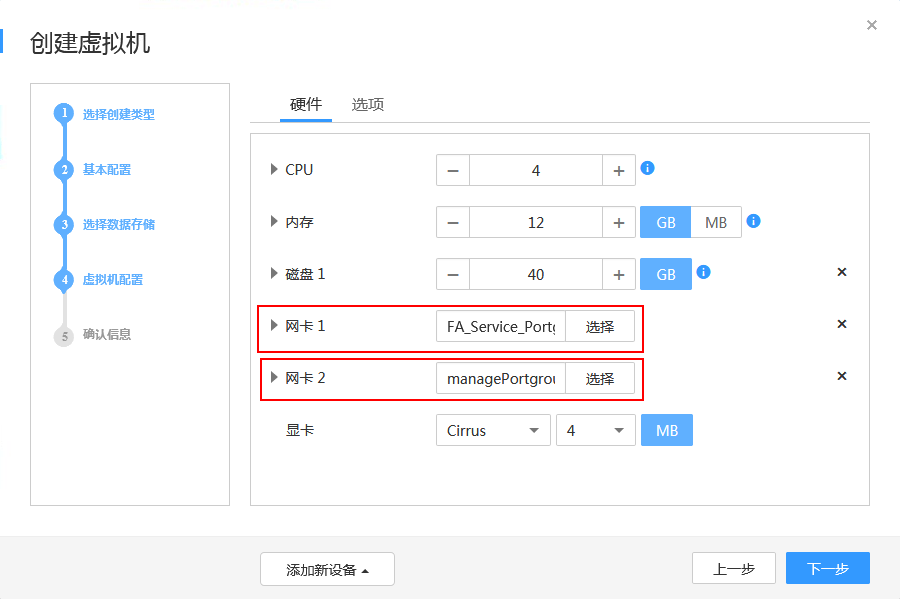 创建虚拟机
×
1 选择创建类型
2 基本配置
3 选择数据存储
4 虚拟机配置
5 确认信息
硬件 选项
CPU − 4 + i
内存 − 12 + GB MB i
磁盘 1 − 40 + GB i ×
网卡 1 FA_Service_Portg 选择 ×
网卡 2 managePortgrou 选择 ×
显卡 Cirrus 4 MB
添加新设备 上一步 下一步